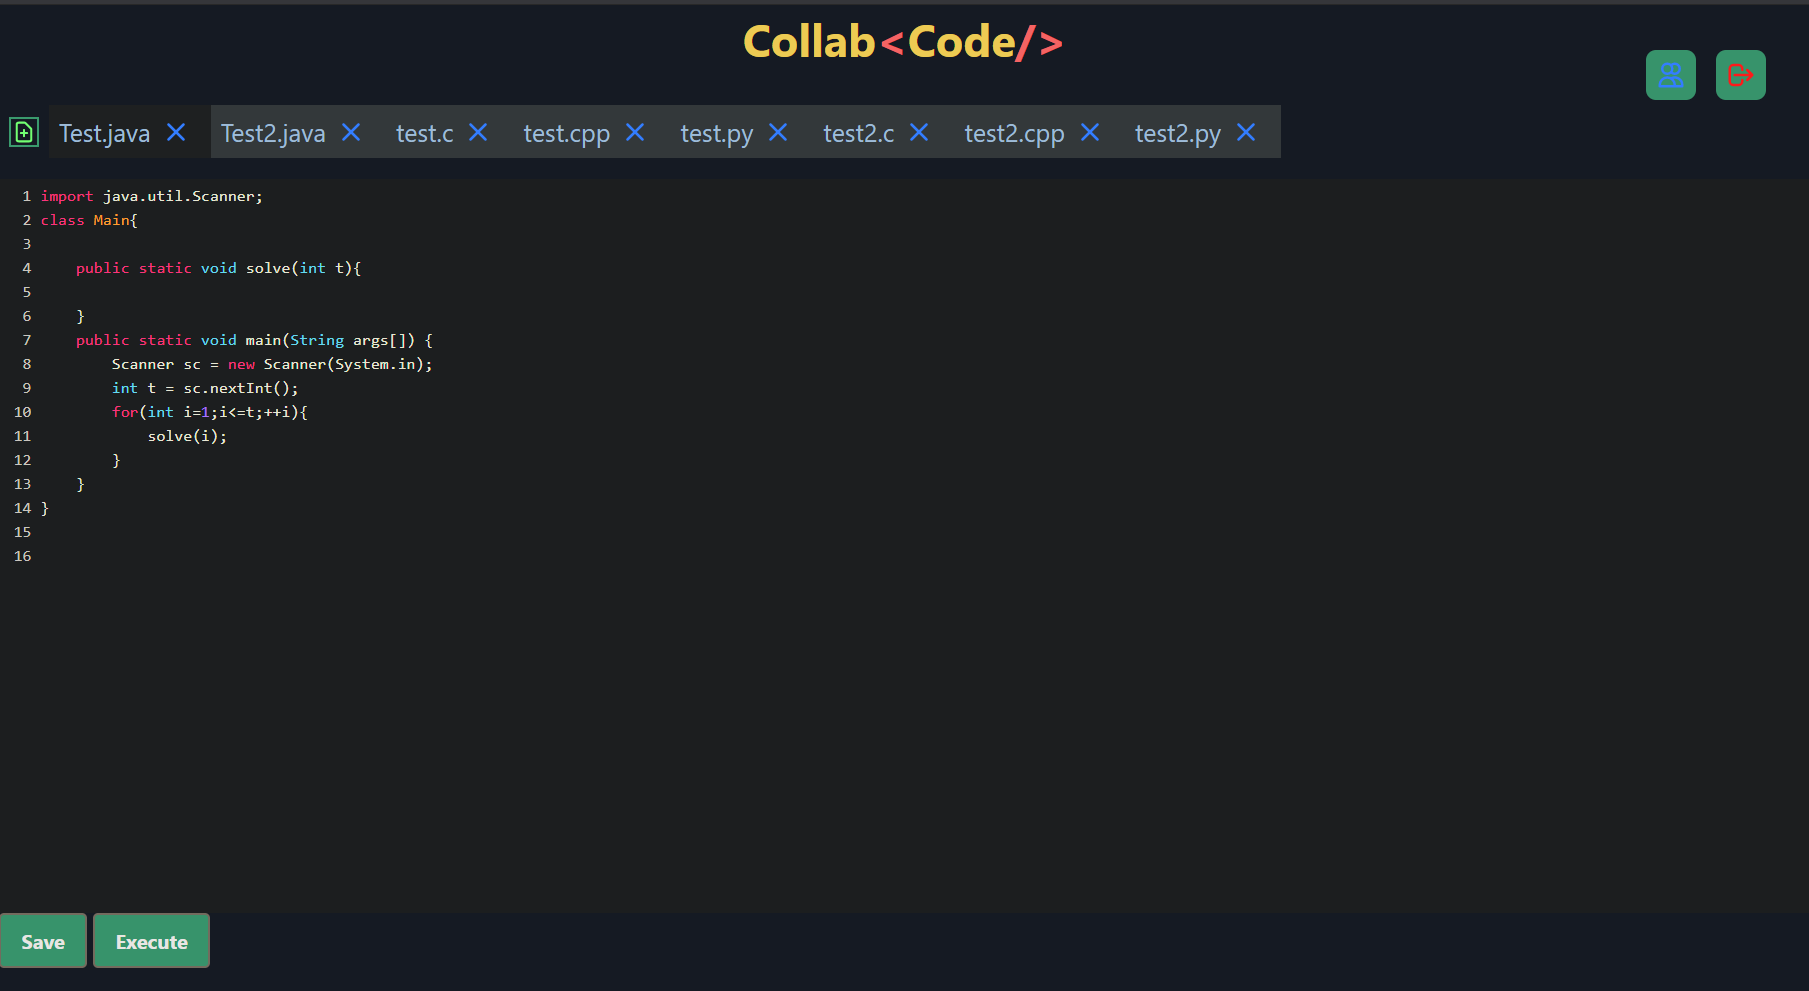 Collab<Code/>
Test.java Test2.java test.c test.cpp test.py test2.c test2.cpp test2.py
1 import java.util.Scanner;
2 class Main{
3
4     public static void solve(int t){
5
6     }
7     public static void main(String args[]) {
8         Scanner sc = new Scanner(System.in);
9         int t = sc.nextInt();
10         for(int i=1;i<=t;++i){
11             solve(i);
12         }
13     }
14 }
15
16
Save Execute